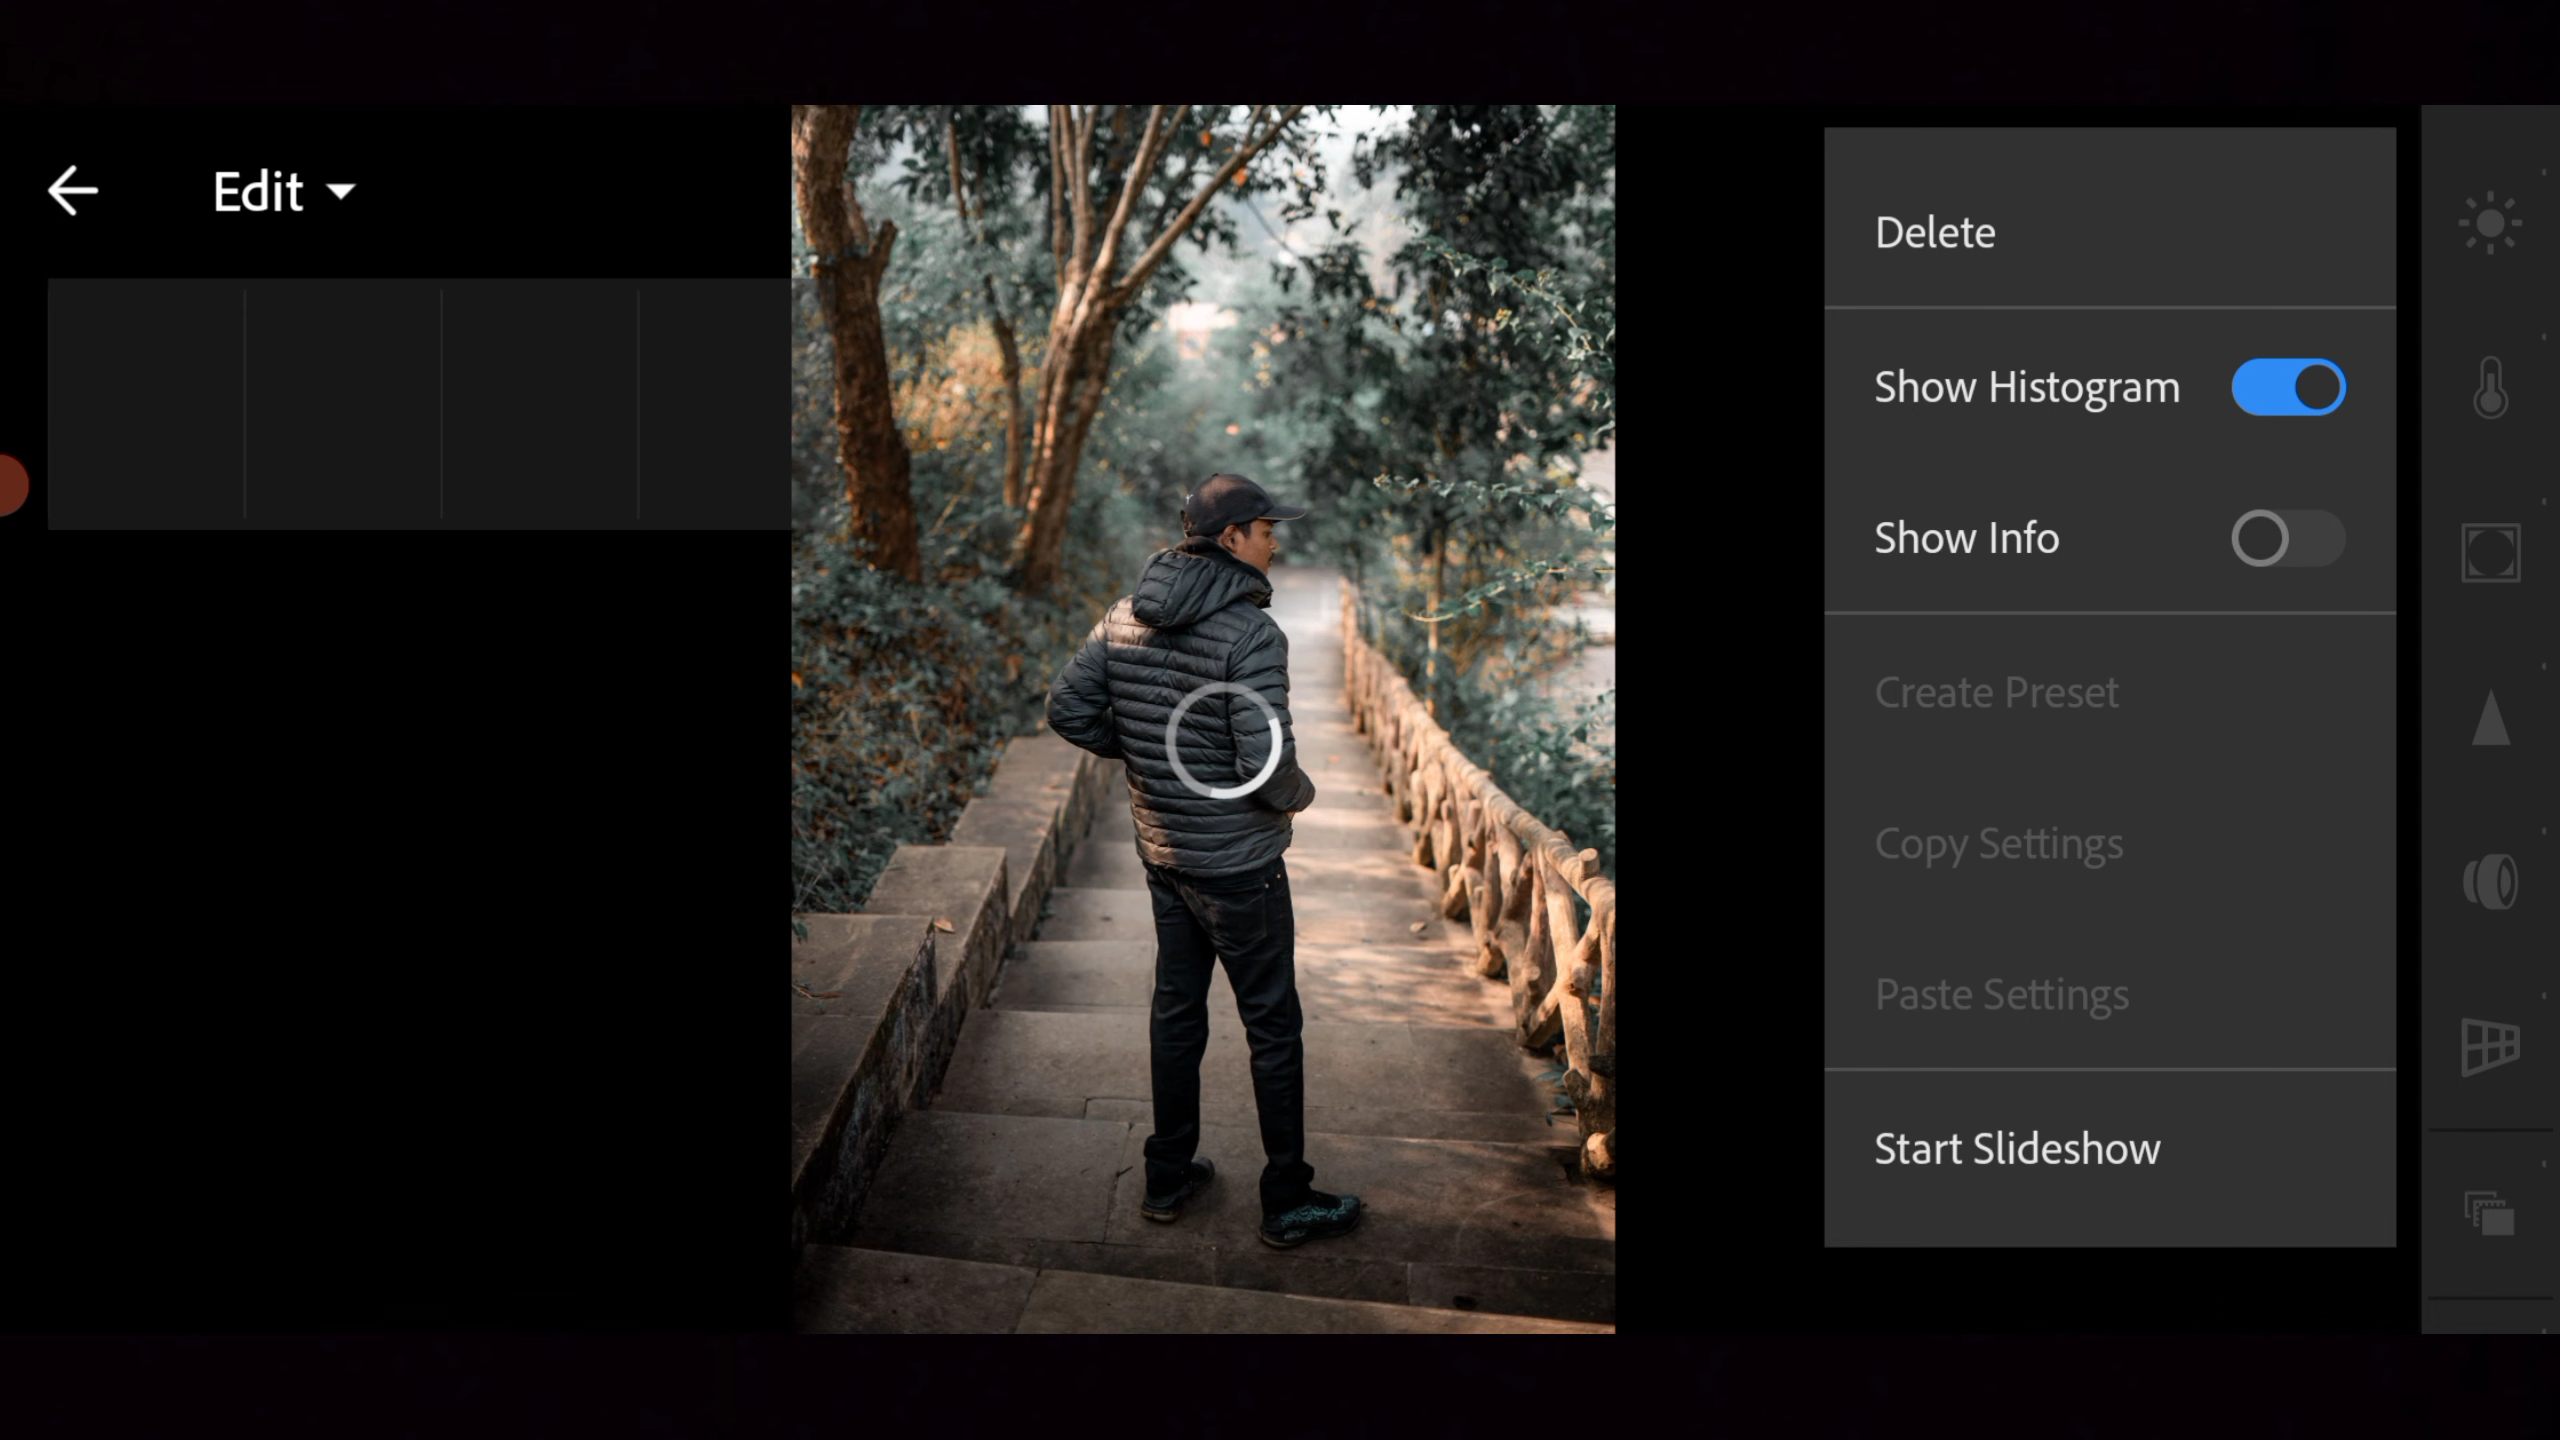 Edit
Delete
Show Histogram
Show Info
Create Preset
Copy Settings
Paste Settings
Start Slideshow